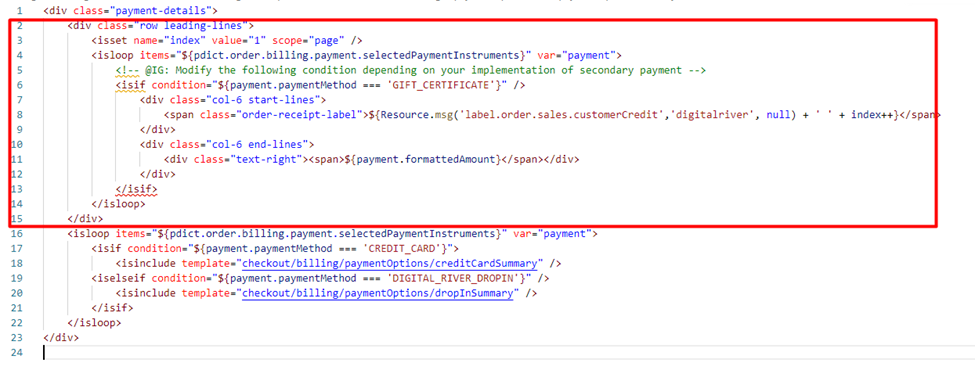 1 <div class="payment-details">
2 <div class="row leading-lines">
3 <isset name="index" value="1" scope="page" />
4 <isloop items="${pdict.order.billing.payment.selectedPaymentInstruments}" var="payment">
5 <!-- @IG: Modify the following condition depending on your implementation of secondary payment -->
6 <isif condition="${payment.paymentMethod === 'GIFT_CERTIFICATE'}" />
7 <div class="col-6 start-lines">
8 <span class="order-receipt-label">${Resource.msg('label.order.sales.customerCredit','digitalriver', null) + ' ' + index++}</span>
9 </div>
10 <div class="col-6 end-lines">
11 <div class="text-right"><span>${payment.formattedAmount}</span></div>
12 </div>
13 </isif>
14 </isloop>
15 </div>
16 <isloop items="${pdict.order.billing.payment.selectedPaymentInstruments}" var="payment">
17 <isif condition="${payment.paymentMethod === 'CREDIT_CARD'}">
18 <isinclude template="checkout/billing/paymentOptions/creditCardSummary" />
19 <iselseif condition="${payment.paymentMethod === 'DIGITAL_RIVER_DROPIN'}" />
20 <isinclude template="checkout/billing/paymentOptions/dropInSummary" />
21 </isif>
22 </isloop>
23 </div>
24